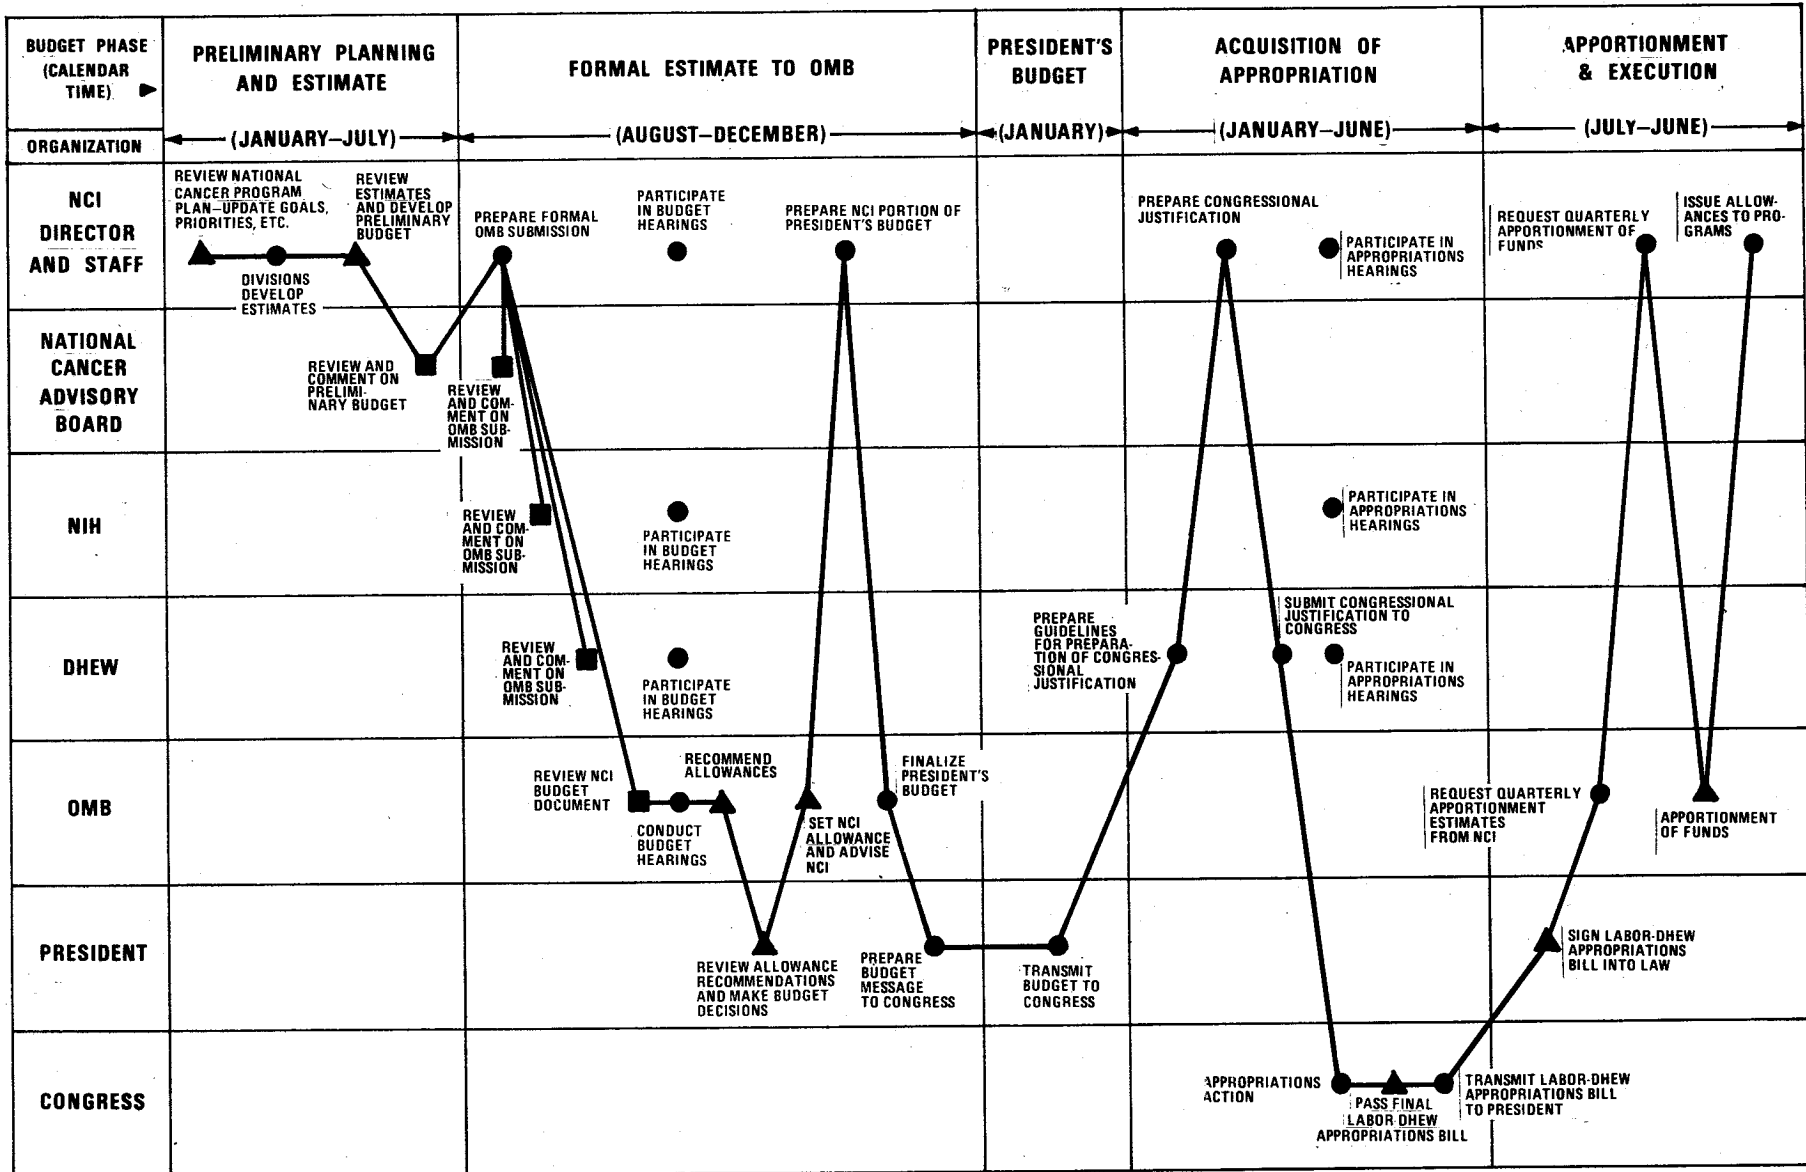 BUDGET PHASE
(CALENDAR
TIME)
PRELIMINARY PLANNING
AND ESTIMATE
FORMAL ESTIMATE TO OMB
PRESIDENT'S
BUDGET
ACQUISITION OF
APPROPRIATION
APPORTIONMENT
& EXECUTION
ORGANIZATION
(JANUARY–JULY)
(AUGUST–DECEMBER)
(JANUARY)
(JANUARY–JUNE)
(JULY–JUNE)
NCI
DIRECTOR
AND STAFF
REVIEW NATIONAL
CANCER PROGRAM
PLAN–UPDATE GOALS,
PRIORITIES, ETC.
DIVISIONS
DEVELOP
ESTIMATES
REVIEW
ESTIMATES
AND DEVELOP
PRELIMINARY
BUDGET
PREPARE FORMAL
OMB SUBMISSION
PARTICIPATE
IN BUDGET
HEARINGS
PREPARE NCI PORTION OF
PRESIDENT'S BUDGET
PREPARE CONGRESSIONAL
JUSTIFICATION
PARTICIPATE IN
APPROPRIATIONS
HEARINGS
REQUEST QUARTERLY
APPORTIONMENT OF
FUNDS
ISSUE ALLOW-
ANCES TO PRO-
GRAMS
NATIONAL
CANCER
ADVISORY
BOARD
REVIEW AND
COMMENT ON
PRELIMI-
NARY BUDGET
REVIEW
AND COM-
MENT ON
OMB SUB-
MISSION
NIH
REVIEW
AND COM-
MENT ON
OMB SUB-
MISSION
PARTICIPATE
IN BUDGET
HEARINGS
PARTICIPATE IN
APPROPRIATIONS
HEARINGS
DHEW
REVIEW
AND COM-
MENT ON
OMB SUB-
MISSION
PARTICIPATE
IN BUDGET
HEARINGS
PREPARE
GUIDELINES
FOR PREPARA-
TION OF CONGRES-
SIONAL
JUSTIFICATION
SUBMIT CONGRESSIONAL
JUSTIFICATION TO
CONGRESS
PARTICIPATE IN
APPROPRIATIONS
HEARINGS
OMB
REVIEW NCI
BUDGET
DOCUMENT
CONDUCT
BUDGET
HEARINGS
RECOMMEND
ALLOWANCES
SET NCI
ALLOWANCE
AND ADVISE
NCI
FINALIZE
PRESIDENT'S
BUDGET
REQUEST QUARTERLY
APPORTIONMENT
ESTIMATES
FROM NCI
APPORTIONMENT
OF FUNDS
PRESIDENT
REVIEW ALLOWANCE
RECOMMENDATIONS
AND MAKE BUDGET
DECISIONS
PREPARE
BUDGET
MESSAGE
TO CONGRESS
TRANSMIT
BUDGET TO
CONGRESS
SIGN LABOR-DHEW
APPROPRIATIONS
BILL INTO LAW
CONGRESS
APPROPRIATIONS
ACTION
PASS FINAL
LABOR-DHEW
APPROPRIATIONS BILL
TRANSMIT LABOR-DHEW
APPROPRIATIONS BILL
TO PRESIDENT